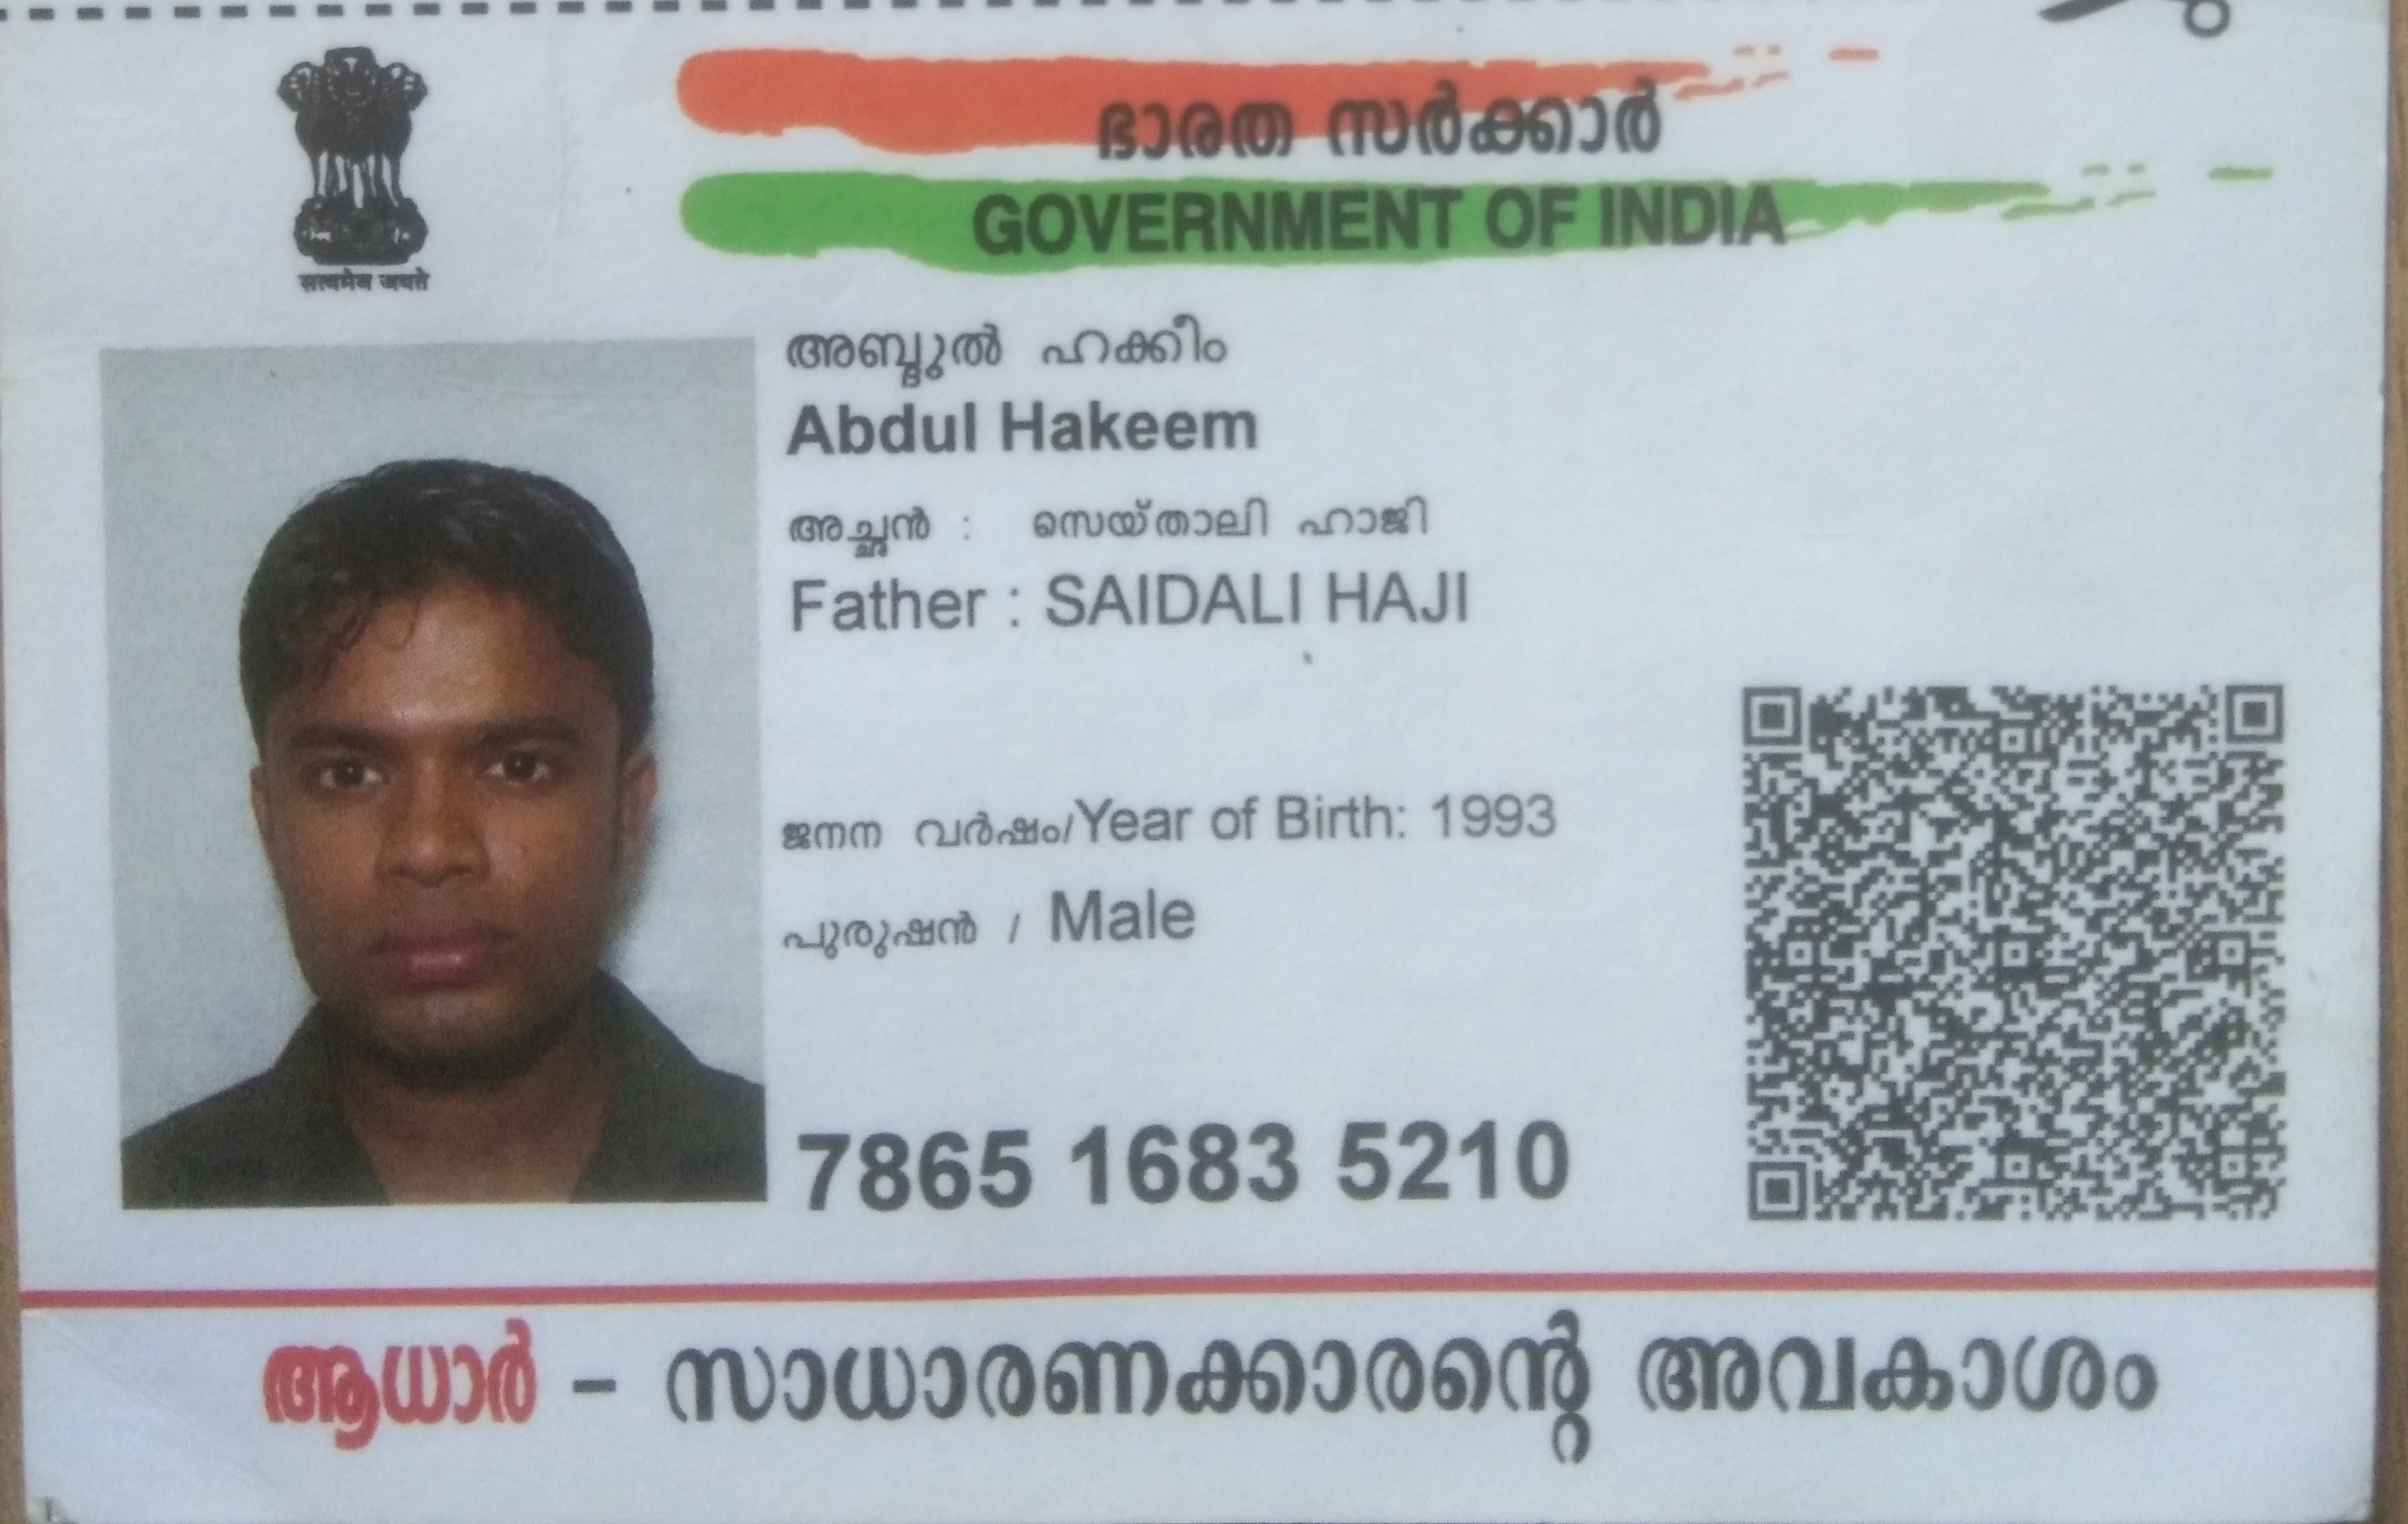 सत्यमेव जयते
ഭാരത സർക്കാർ
GOVERNMENT OF INDIA
അബ്ദുൽ ഹക്കീം
Abdul Hakeem
അച്ഛൻ : സെയ്താലി ഹാജി
Father : SAIDALI HAJI
ജനന വർഷം/Year of Birth: 1993
പുരുഷൻ / Male
7865 1683 5210
ആധാർ - സാധാരണക്കാരന്റെ അവകാശം